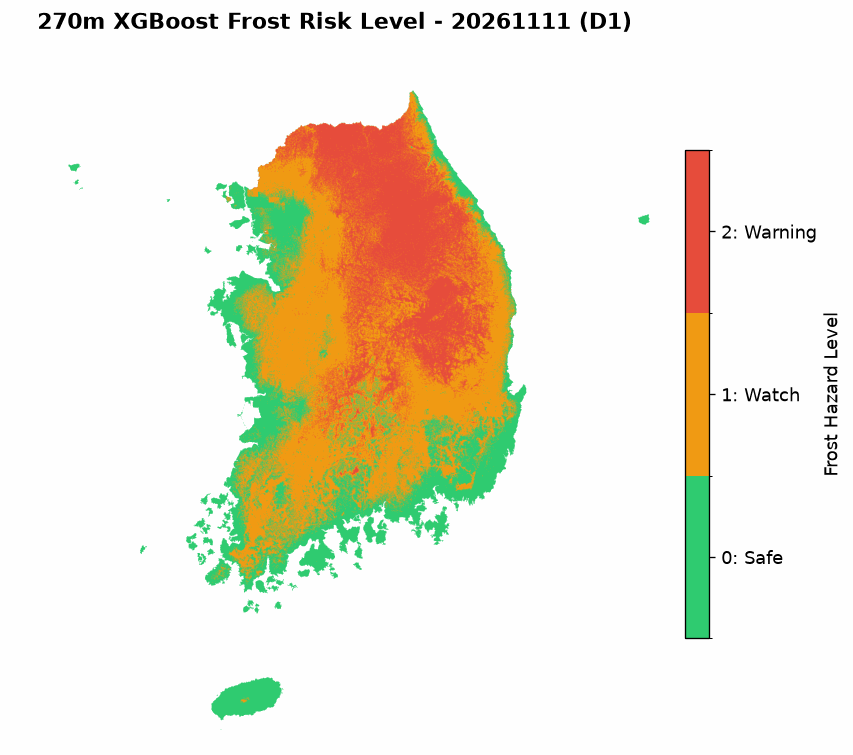 270m XGBoost Frost Risk Level - 20261111 (D1)
2: Warning
1: Watch
0: Safe
Frost Hazard Level